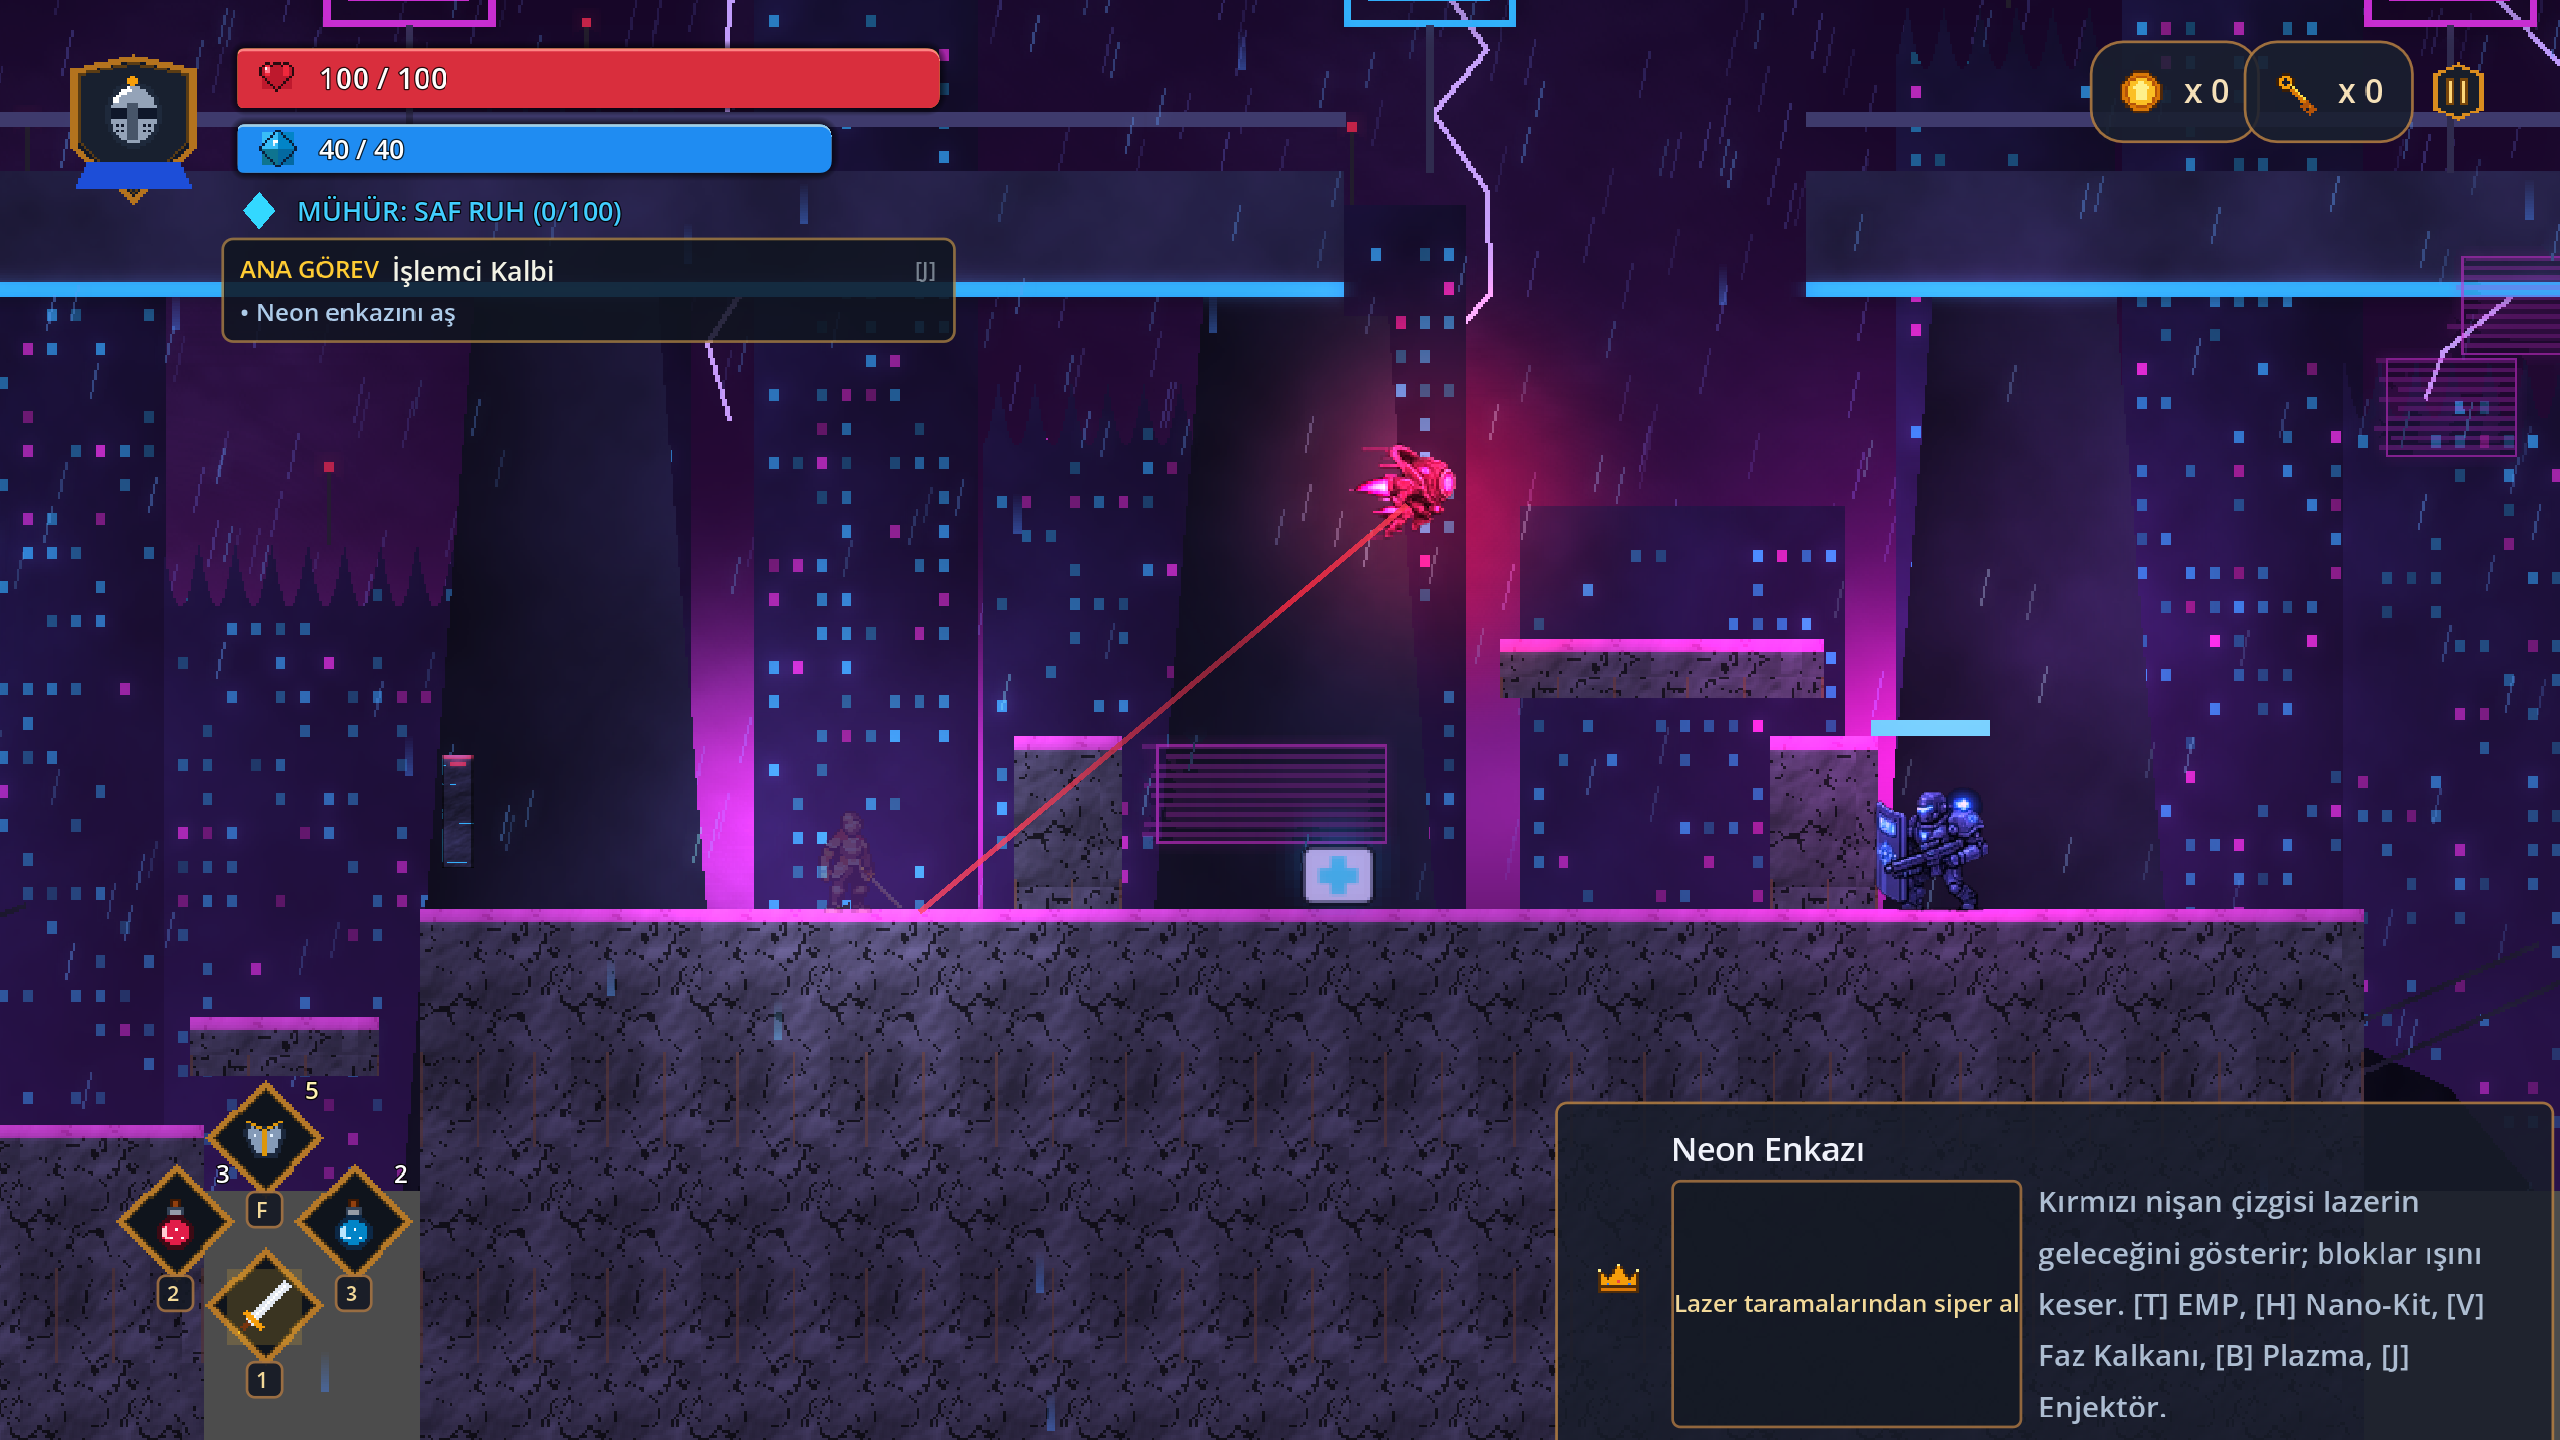 100 / 100
x 0
x 0
40 / 40
MÜHÜR: SAF RUH (0/100)
ANA GÖREV İşlemci Kalbi [J]
• Neon enkazını aş
5
3
2
F
2
3
1
Neon Enkazı
Lazer taramalarından siper al
Kırmızı nişan çizgisi lazerin
geleceğini gösterir; bloklar ışını
keser. [T] EMP, [H] Nano-Kit, [V]
Faz Kalkanı, [B] Plazma, [J]
Enjektör.